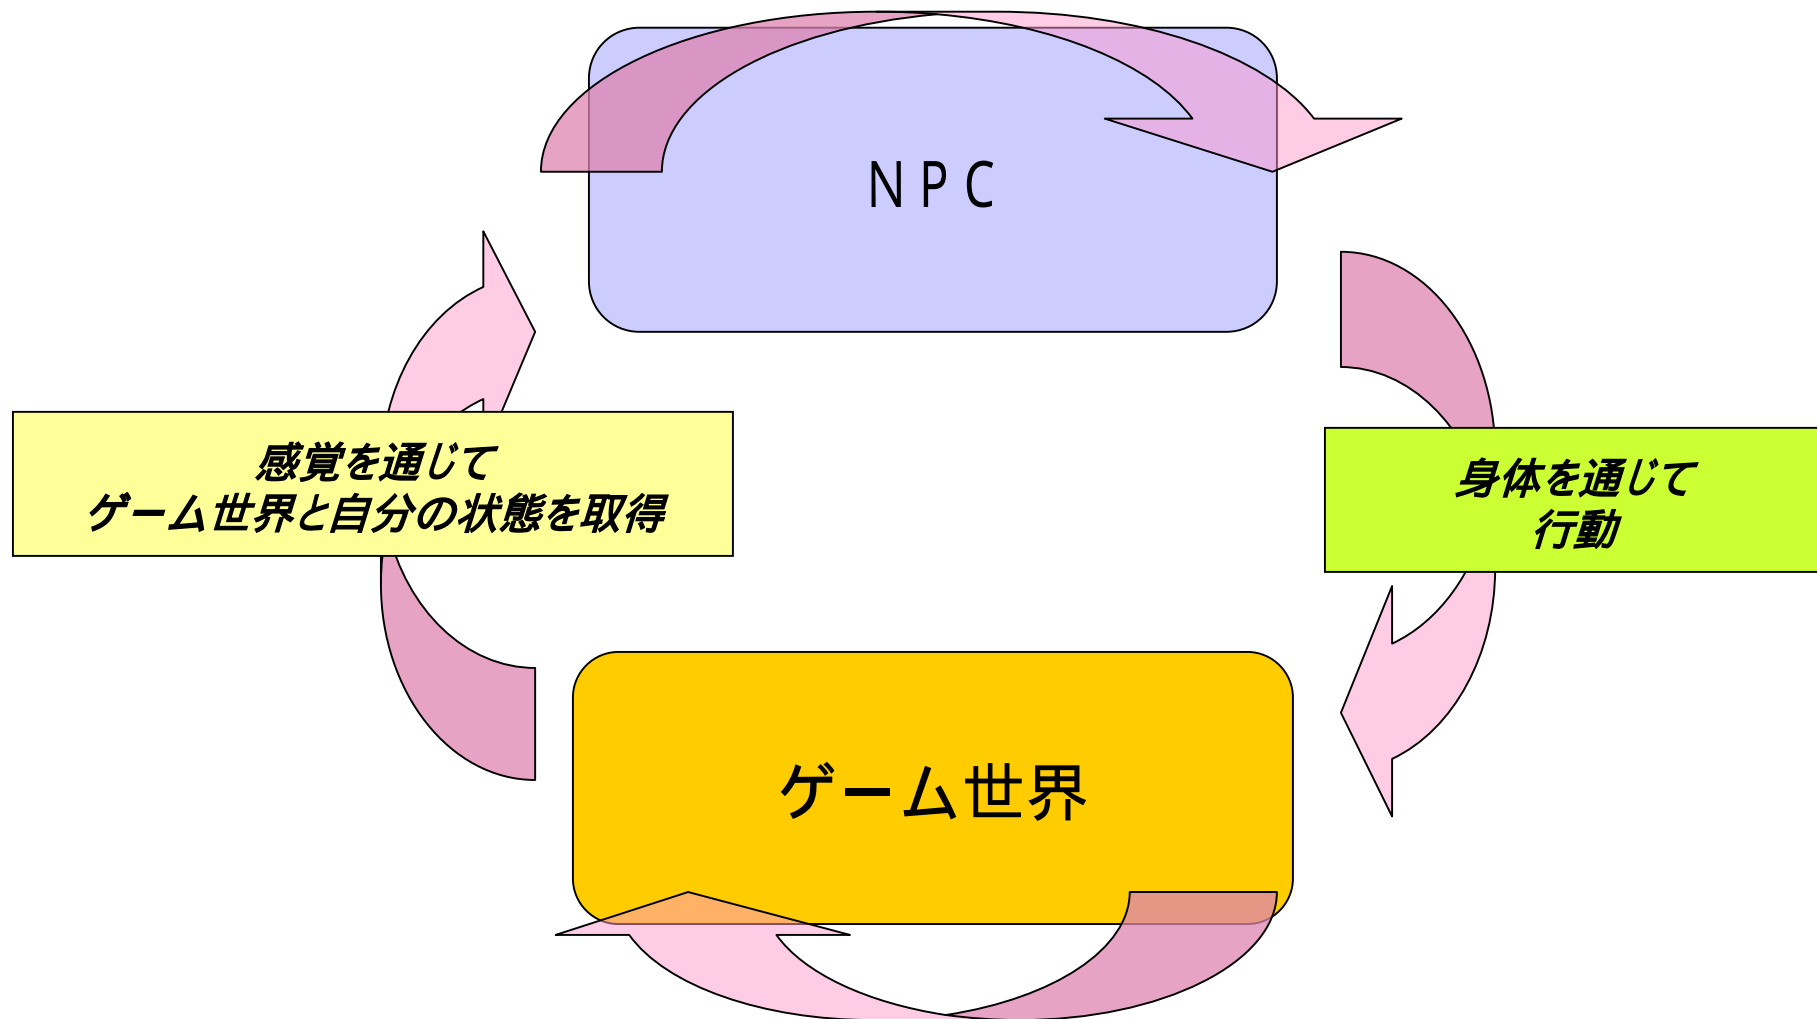 NPC
感覚を通じて
ゲーム世界と自分の状態を取得
身体を通じて
行動
ゲーム世界